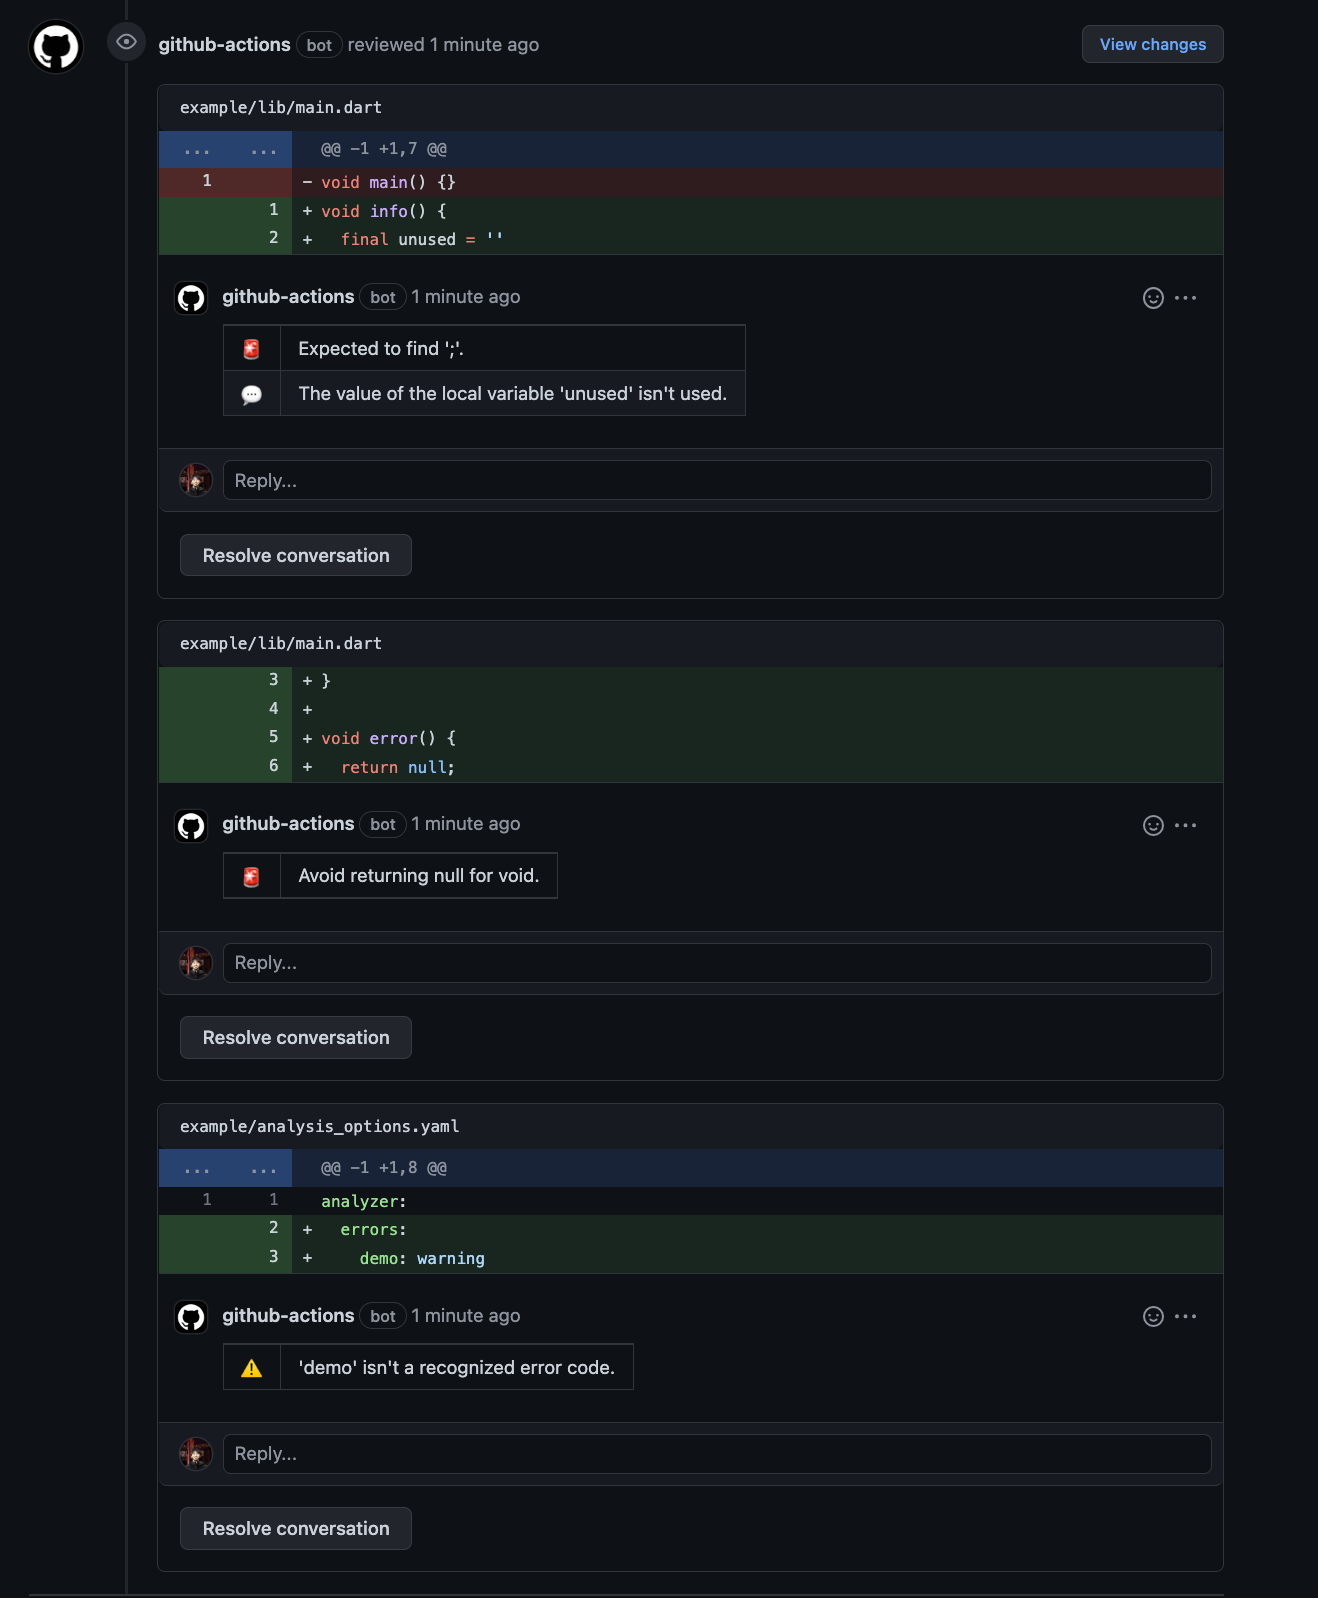 github-actions bot reviewed 1 minute ago View changes
example/lib/main.dart
... ... @@ -1 +1,7 @@
1 - void main() {}
1 + void info() {
2 +   final unused = ''
github-actions bot 1 minute ago ...
Expected to find ';'.
The value of the local variable 'unused' isn't used.
Reply...
Resolve conversation
example/lib/main.dart
3 + }
4 +
5 + void error() {
6 +   return null;
github-actions bot 1 minute ago ...
Avoid returning null for void.
Reply...
Resolve conversation
example/analysis_options.yaml
... ... @@ -1 +1,8 @@
1 1 analyzer:
2 +   errors:
3 +     demo: warning
github-actions bot 1 minute ago ...
'demo' isn't a recognized error code.
Reply...
Resolve conversation